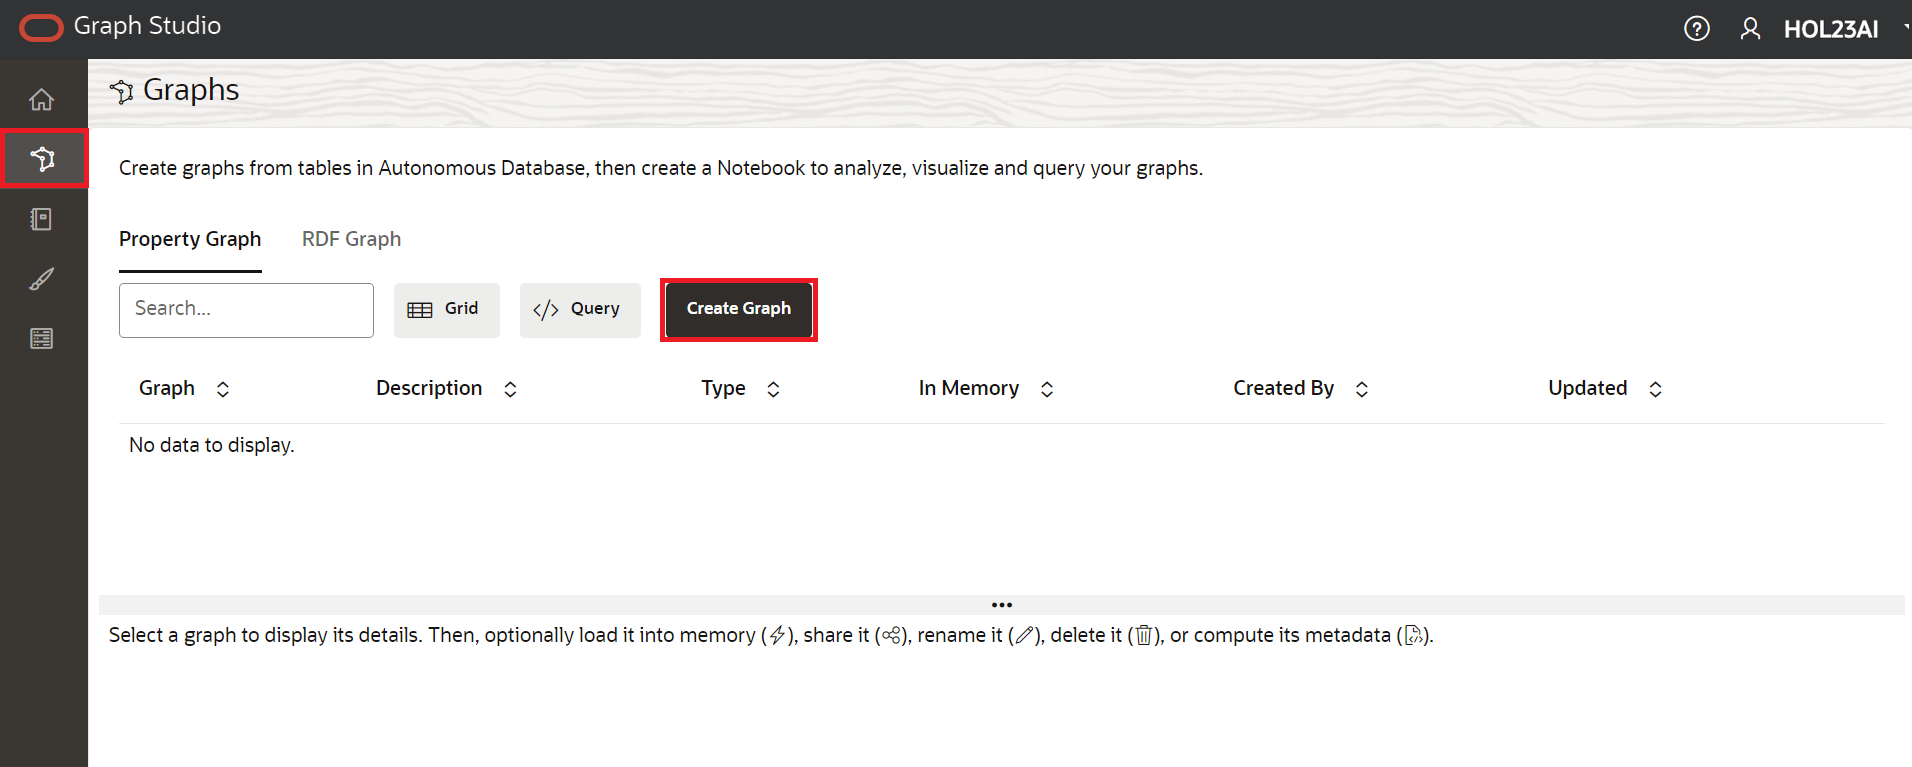 Graph Studio
HOL23AI
Graphs
Create graphs from tables in Autonomous Database, then create a Notebook to analyze, visualize and query your graphs.
Property Graph RDF Graph
Search... Grid </> Query Create Graph
Graph Description Type In Memory Created By Updated
No data to display.
Select a graph to display its details. Then, optionally load it into memory (), share it (), rename it (), delete it (), or compute its metadata ().